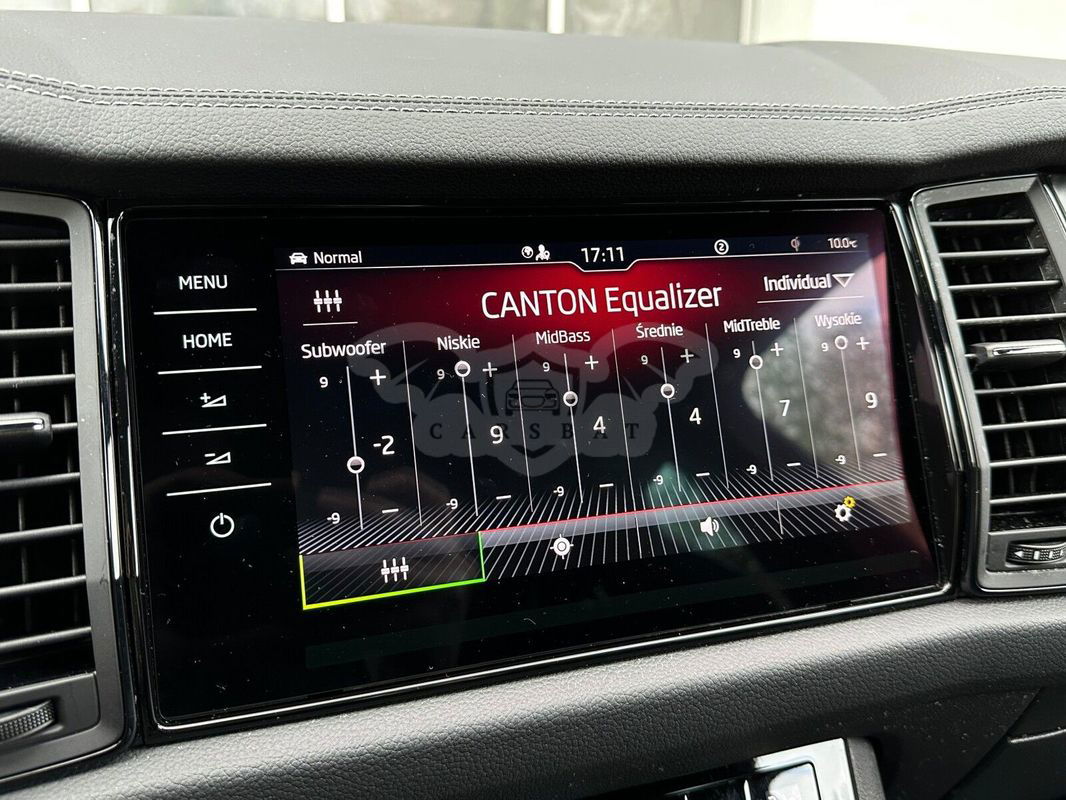 Normal
17:11
2
10.0°C
MENU
HOME
CANTON Equalizer
Individual
Subwoofer
Niskie
MidBass
Średnie
MidTreble
Wysokie
9 + 9 + 9 + 9 + 9 + 9 +
-2 9 4 4 7 9
-9 - -9 - -9 - -9 - -9 - -9 -
CARSBAT